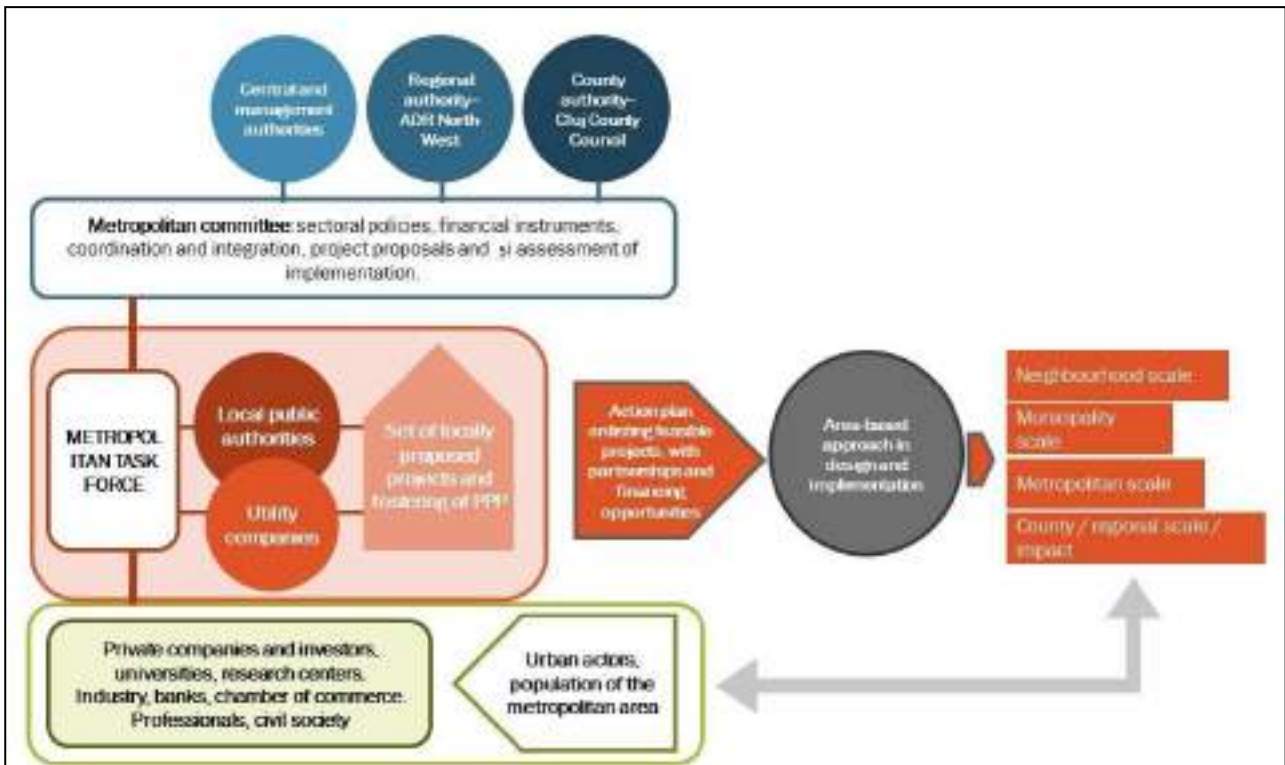 Central and
management
authorities
Regional
authority–
ADR North
West
County
authority–
Cluj County
Council
Metropolitan committee: sectoral policies, financial instruments,
coordination and integration, project proposals and și assessment of
implementation.
METROPOL
ITAN TASK
FORCE
Local public
authorities
Utility
companies
Set of locally
proposed
projects and
fostering of PPP
Action plan
ordering feasible
projects, with
partnerships and
financing
opportunities
Area-based
approach in
design and
implementation
Neighbourhood scale
Municipality
scale
Metropolitan scale
County / regional scale /
impact
Private companies and investors,
universities, research centers.
Industry, banks, chamber of commerce.
Professionals, civil society
Urban actors,
population of the
metropolitan area